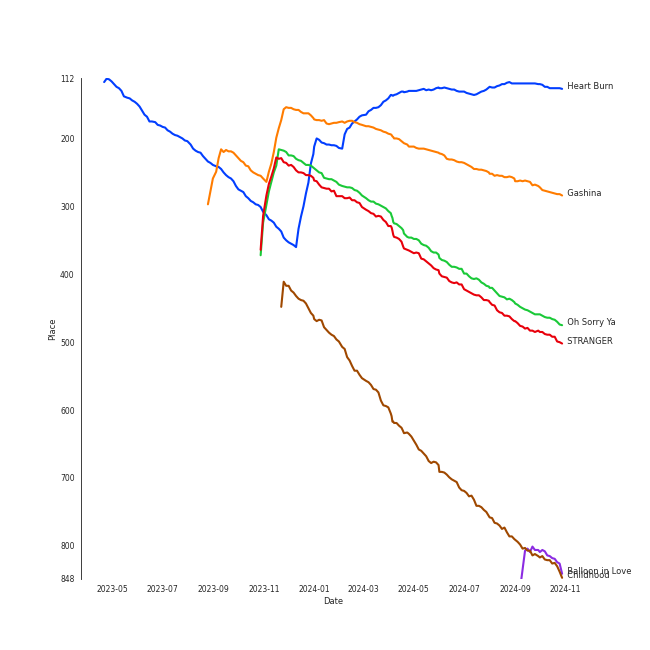 112
200
300
400
500
600
700
800
848
Place
2023-05
2023-07
2023-09
2023-11
2024-01
2024-03
2024-05
2024-07
2024-09
2024-11
Date
Heart Burn
Gashina
Oh Sorry Ya
STRANGER
Balloon in Love
Childhood